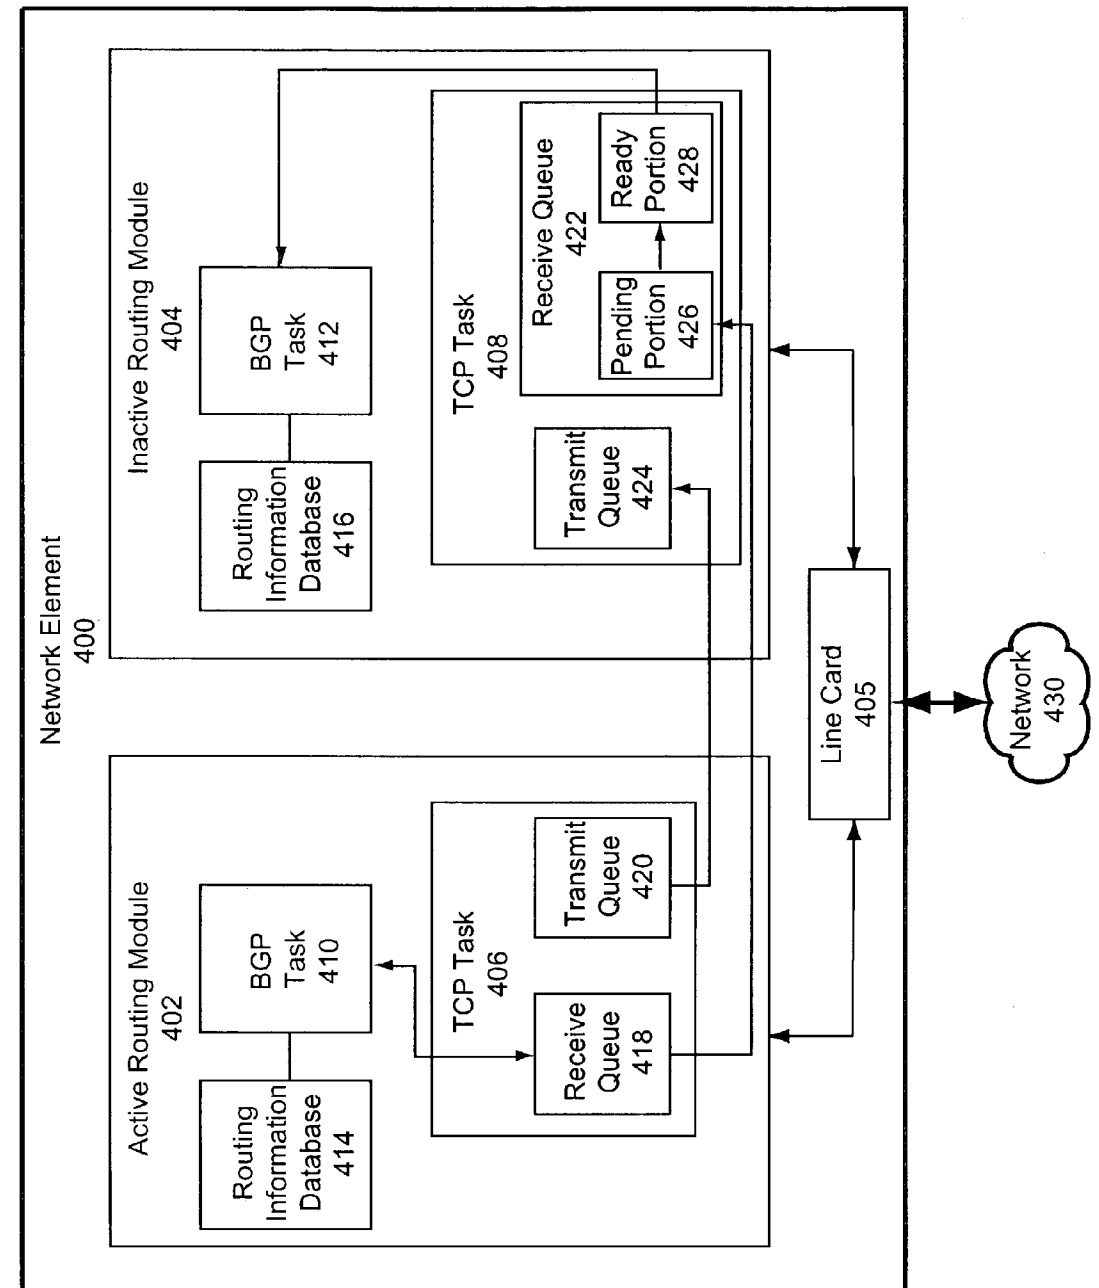 Network Element
400
Active Routing Module
402
Routing
Information
Database
414
BGP
Task
410
TCP Task
406
Receive
Queue
418
Transmit
Queue
420
Inactive Routing Module
404
Routing
Information
Database
416
BGP
Task
412
TCP Task
408
Transmit
Queue
424
Receive Queue
422
Pending
Portion
426
Ready
Portion
428
Line Card
405
Network
430